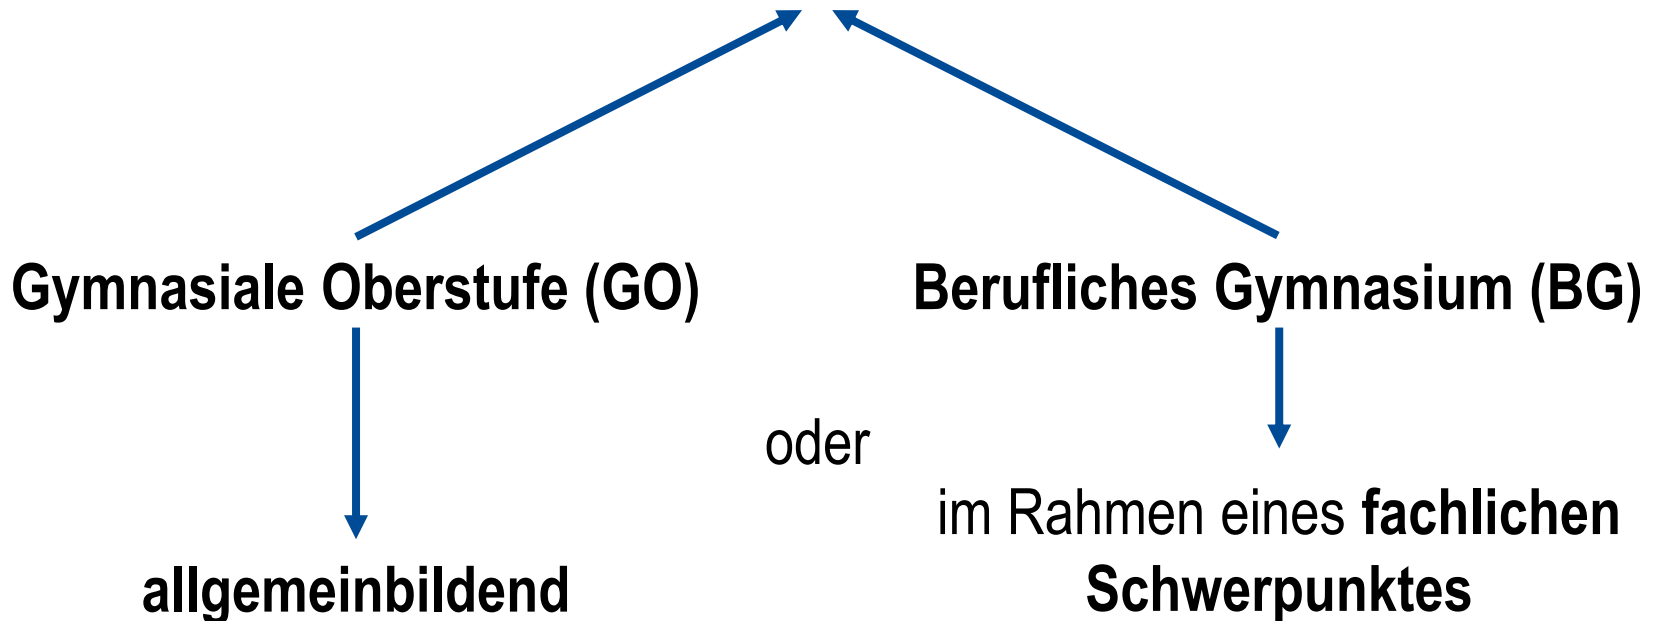 Gymnasiale Oberstufe (GO)
Berufliches Gymnasium (BG)
oder
im Rahmen eines fachlichen
Schwerpunktes
allgemeinbildend